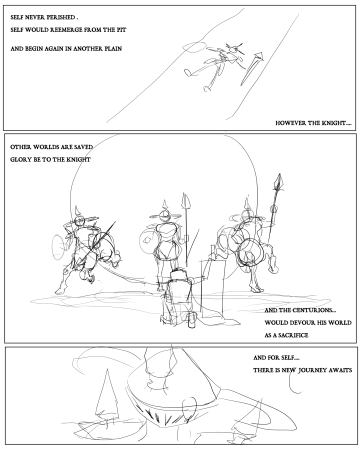 SELF NEVER PERISHED .
SELF WOULD REEMERGE FROM THE PIT
AND BEGIN AGAIN IN ANOTHER PLAIN
HOWEVER THE KNIGHT....
OTHER WORLDS ARE SAVED
GLORY BE TO THE KNIGHT
AND THE CENTURIONS...
WOULD DEVOUR HIS WORLD
AS A SACRIFICE
AND FOR SELF....
THERE IS NEW JOURNEY AWAITS